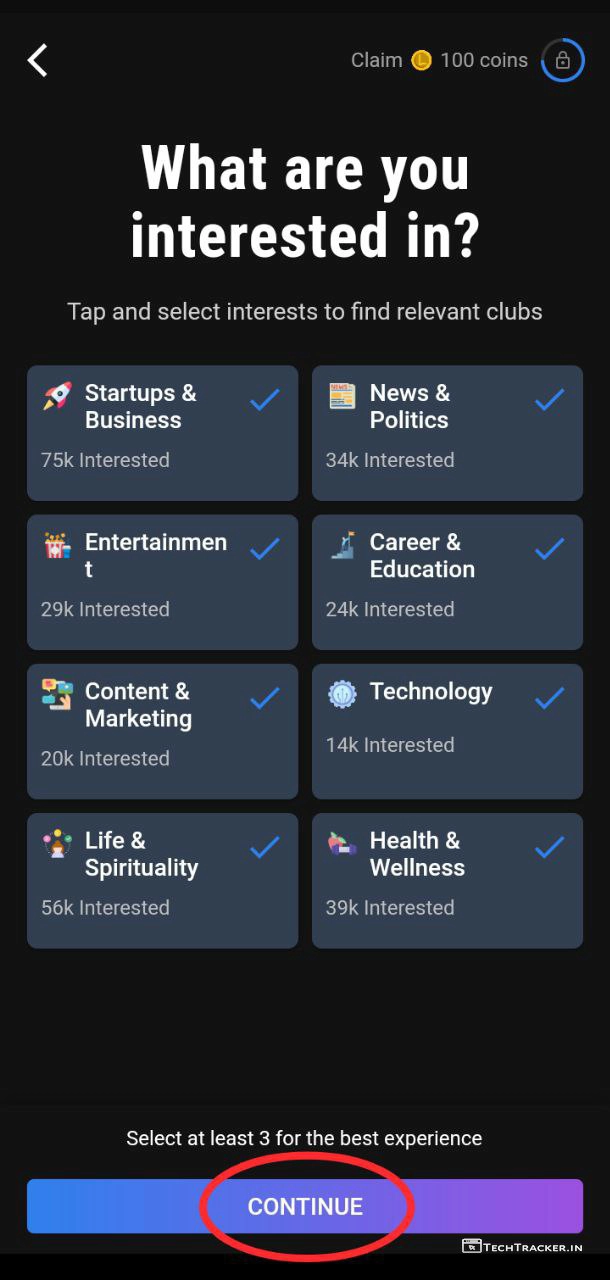 Claim 100 coins
What are you
interested in?
Tap and select interests to find relevant clubs
Startups &
Business
75k Interested
News &
Politics
34k Interested
Entertainmen
t
29k Interested
Career &
Education
24k Interested
Content &
Marketing
20k Interested
Technology
14k Interested
Life &
Spirituality
56k Interested
Health &
Wellness
39k Interested
Select at least 3 for the best experience
CONTINUE
TECHTRACKER.IN